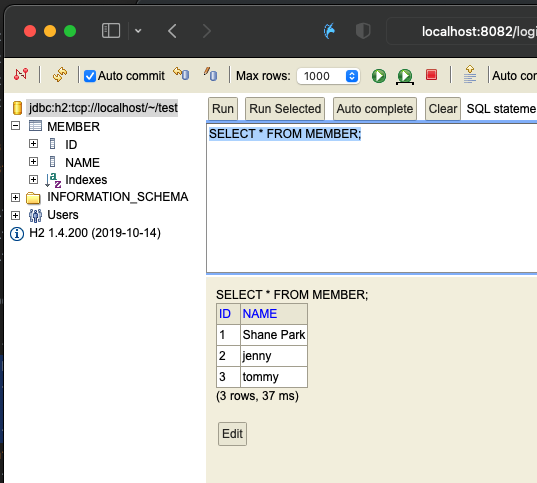 localhost:8082/logi
Auto commit
Max rows:
1000
Auto co
jdbc:h2:tcp://localhost/~/test
MEMBER
ID
NAME
Indexes
INFORMATION_SCHEMA
Users
H2 1.4.200 (2019-10-14)
Run
Run Selected
Auto complete
Clear
SQL stateme
SELECT * FROM MEMBER;
SELECT * FROM MEMBER;
ID NAME
1 Shane Park
2 jenny
3 tommy
(3 rows, 37 ms)
Edit